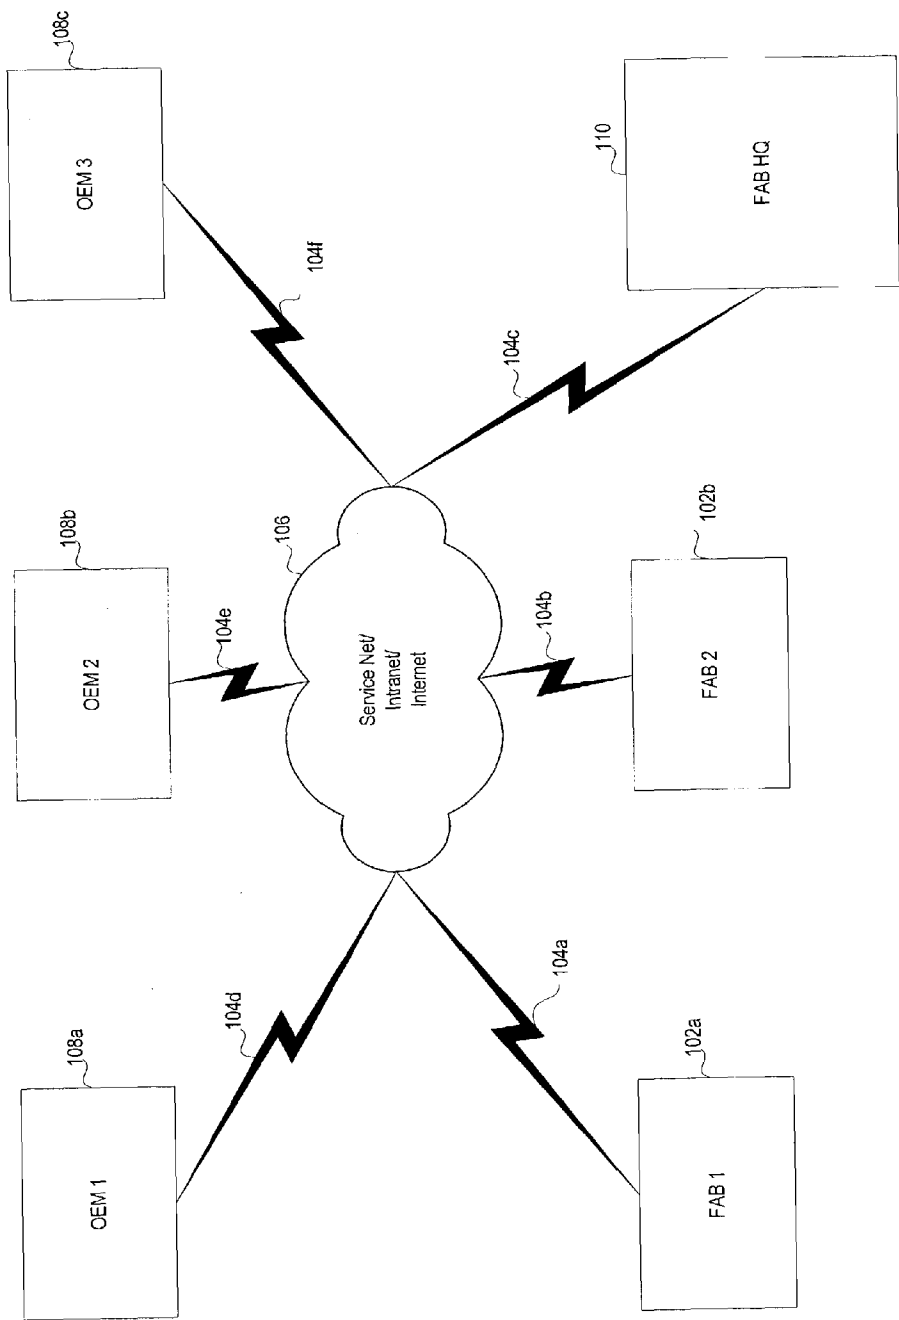 108a
OEM 1
108b
OEM 2
108c
OEM 3
104d
104e
104f
106
Service Net/
Intranet/
Internet
104a
104b
104c
102a
FAB 1
102b
FAB 2
110
FAB HQ